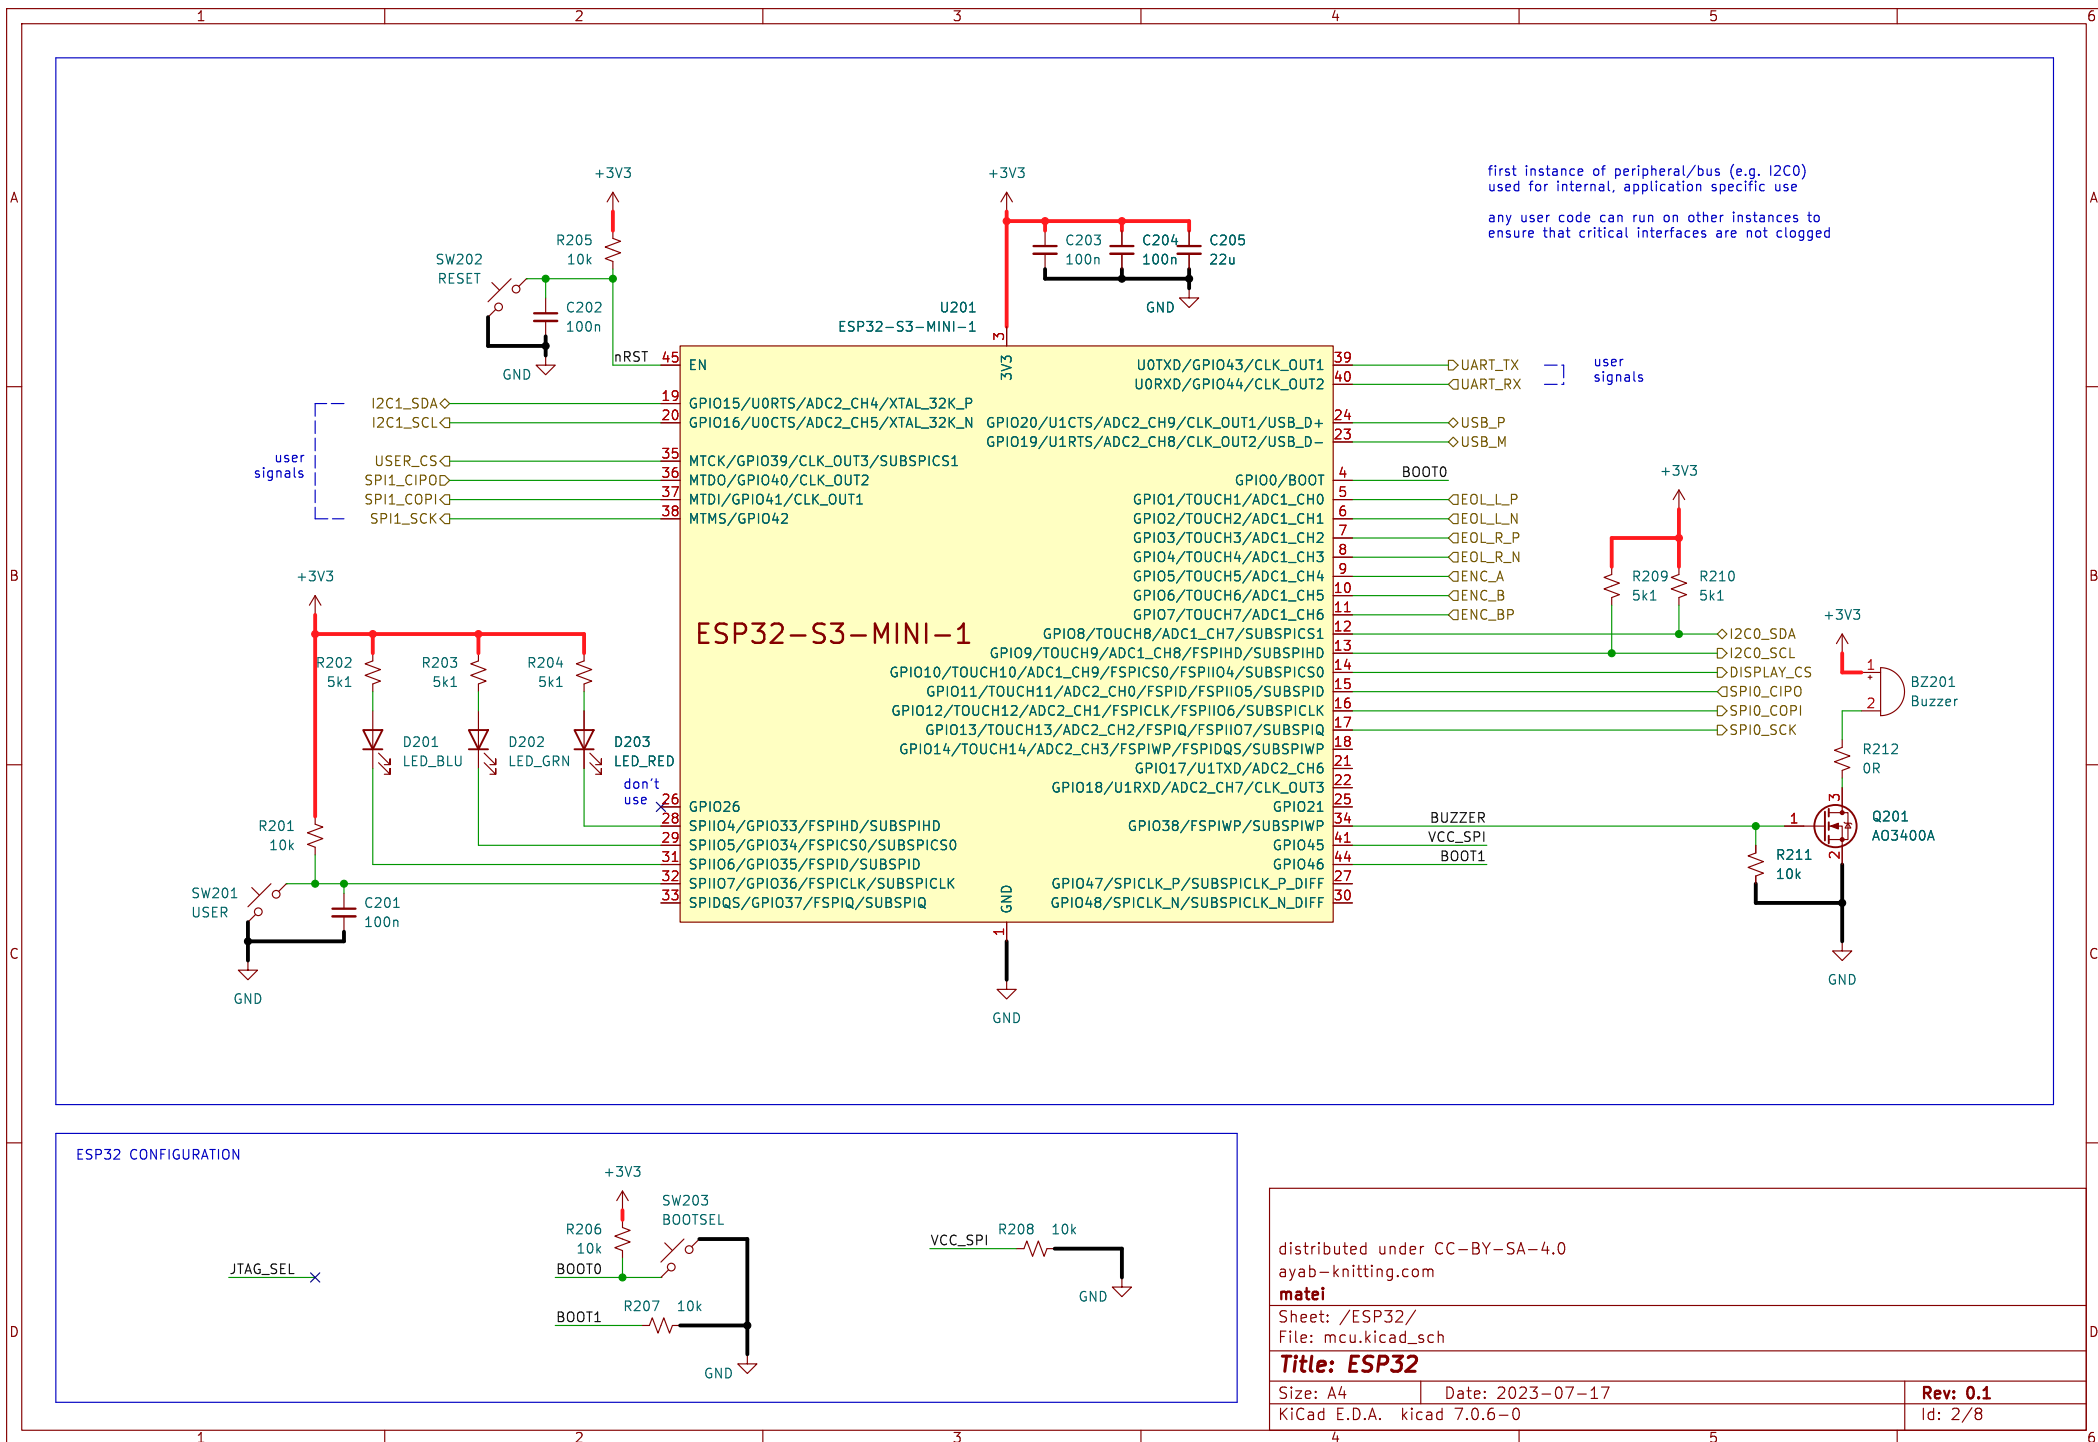 1 2 3 4 5 6
A
B
C
D
A
B
C
D
1 2 3 4 5 6
first instance of peripheral/bus (e.g. I2C0)
used for internal, application specific use
any user code can run on other instances to
ensure that critical interfaces are not clogged
+3V3
R205
10k
SW202
RESET
C202
100n
GND
nRST
+3V3
C203
100n
C204
100n
C205
22u
GND
U201
ESP32-S3-MINI-1
3
3V3
45 EN
I2C1_SDA 19 GPIO15/U0RTS/ADC2_CH4/XTAL_32K_P
I2C1_SCL 20 GPIO16/U0CTS/ADC2_CH5/XTAL_32K_N
USER_CS 35 MTCK/GPIO39/CLK_OUT3/SUBSPICS1
SPI1_CIPO 36 MTDO/GPIO40/CLK_OUT2
SPI1_COPI 37 MTDI/GPIO41/CLK_OUT1
SPI1_SCK 38 MTMS/GPIO42
user
signals
ESP32-S3-MINI-1
+3V3
R202
5k1
R203
5k1
R204
5k1
D201
LED_BLU
D202
LED_GRN
D203
LED_RED
don't
use
26 GPIO26
28 SPIIO4/GPIO33/FSPIHD/SUBSPIHD
29 SPIIO5/GPIO34/FSPICS0/SUBSPICS0
31 SPIIO6/GPIO35/FSPID/SUBSPID
32 SPIIO7/GPIO36/FSPICLK/SUBSPICLK
33 SPIDQS/GPIO37/FSPIQ/SUBSPIQ
R201
10k
SW201
USER
C201
100n
GND
GND
1
GND
U0TXD/GPIO43/CLK_OUT1 39 UART_TX
U0RXD/GPIO44/CLK_OUT2 40 UART_RX
user
signals
GPIO20/U1CTS/ADC2_CH9/CLK_OUT1/USB_D+ 24 USB_P
GPIO19/U1RTS/ADC2_CH8/CLK_OUT2/USB_D- 23 USB_M
GPIO0/BOOT 4 BOOT0
GPIO1/TOUCH1/ADC1_CH0 5 EOL_L_P
GPIO2/TOUCH2/ADC1_CH1 6 EOL_L_N
GPIO3/TOUCH3/ADC1_CH2 7 EOL_R_P
GPIO4/TOUCH4/ADC1_CH3 8 EOL_R_N
GPIO5/TOUCH5/ADC1_CH4 9 ENC_A
GPIO6/TOUCH6/ADC1_CH5 10 ENC_B
GPIO7/TOUCH7/ADC1_CH6 11 ENC_BP
GPIO8/TOUCH8/ADC1_CH7/SUBSPICS1 12 I2C0_SDA
GPIO9/TOUCH9/ADC1_CH8/FSPIHD/SUBSPIHD 13 I2C0_SCL
GPIO10/TOUCH10/ADC1_CH9/FSPICS0/FSPIIO4/SUBSPICS0 14 DISPLAY_CS
GPIO11/TOUCH11/ADC2_CH0/FSPID/FSPIIO5/SUBSPID 15 SPI0_CIPO
GPIO12/TOUCH12/ADC2_CH1/FSPICLK/FSPIIO6/SUBSPICLK 16 SPI0_COPI
GPIO13/TOUCH13/ADC2_CH2/FSPIQ/FSPIIO7/SUBSPIQ 17 SPI0_SCK
GPIO14/TOUCH14/ADC2_CH3/FSPIWP/FSPIDQS/SUBSPIWP 18
GPIO17/U1TXD/ADC2_CH6 21
GPIO18/U1RXD/ADC2_CH7/CLK_OUT3 22
GPIO21 25
GPIO38/FSPIWP/SUBSPIWP 34 BUZZER
GPIO45 41 VCC_SPI
GPIO46 44 BOOT1
GPIO47/SPICLK_P/SUBSPICLK_P_DIFF 27
GPIO48/SPICLK_N/SUBSPICLK_N_DIFF 30
+3V3
R209
5k1
R210
5k1
+3V3
1
+
2
BZ201
Buzzer
R212
0R
3
1
2
Q201
AO3400A
R211
10k
GND
ESP32 CONFIGURATION
JTAG_SEL
+3V3
R206
10k
SW203
BOOTSEL
BOOT0
R207 10k
BOOT1
GND
VCC_SPI
R208 10k
GND
distributed under CC-BY-SA-4.0
ayab-knitting.com
matei
Sheet: /ESP32/
File: mcu.kicad_sch
Title: ESP32
Size: A4 Date: 2023-07-17 Rev: 0.1
KiCad E.D.A. kicad 7.0.6-0 Id: 2/8